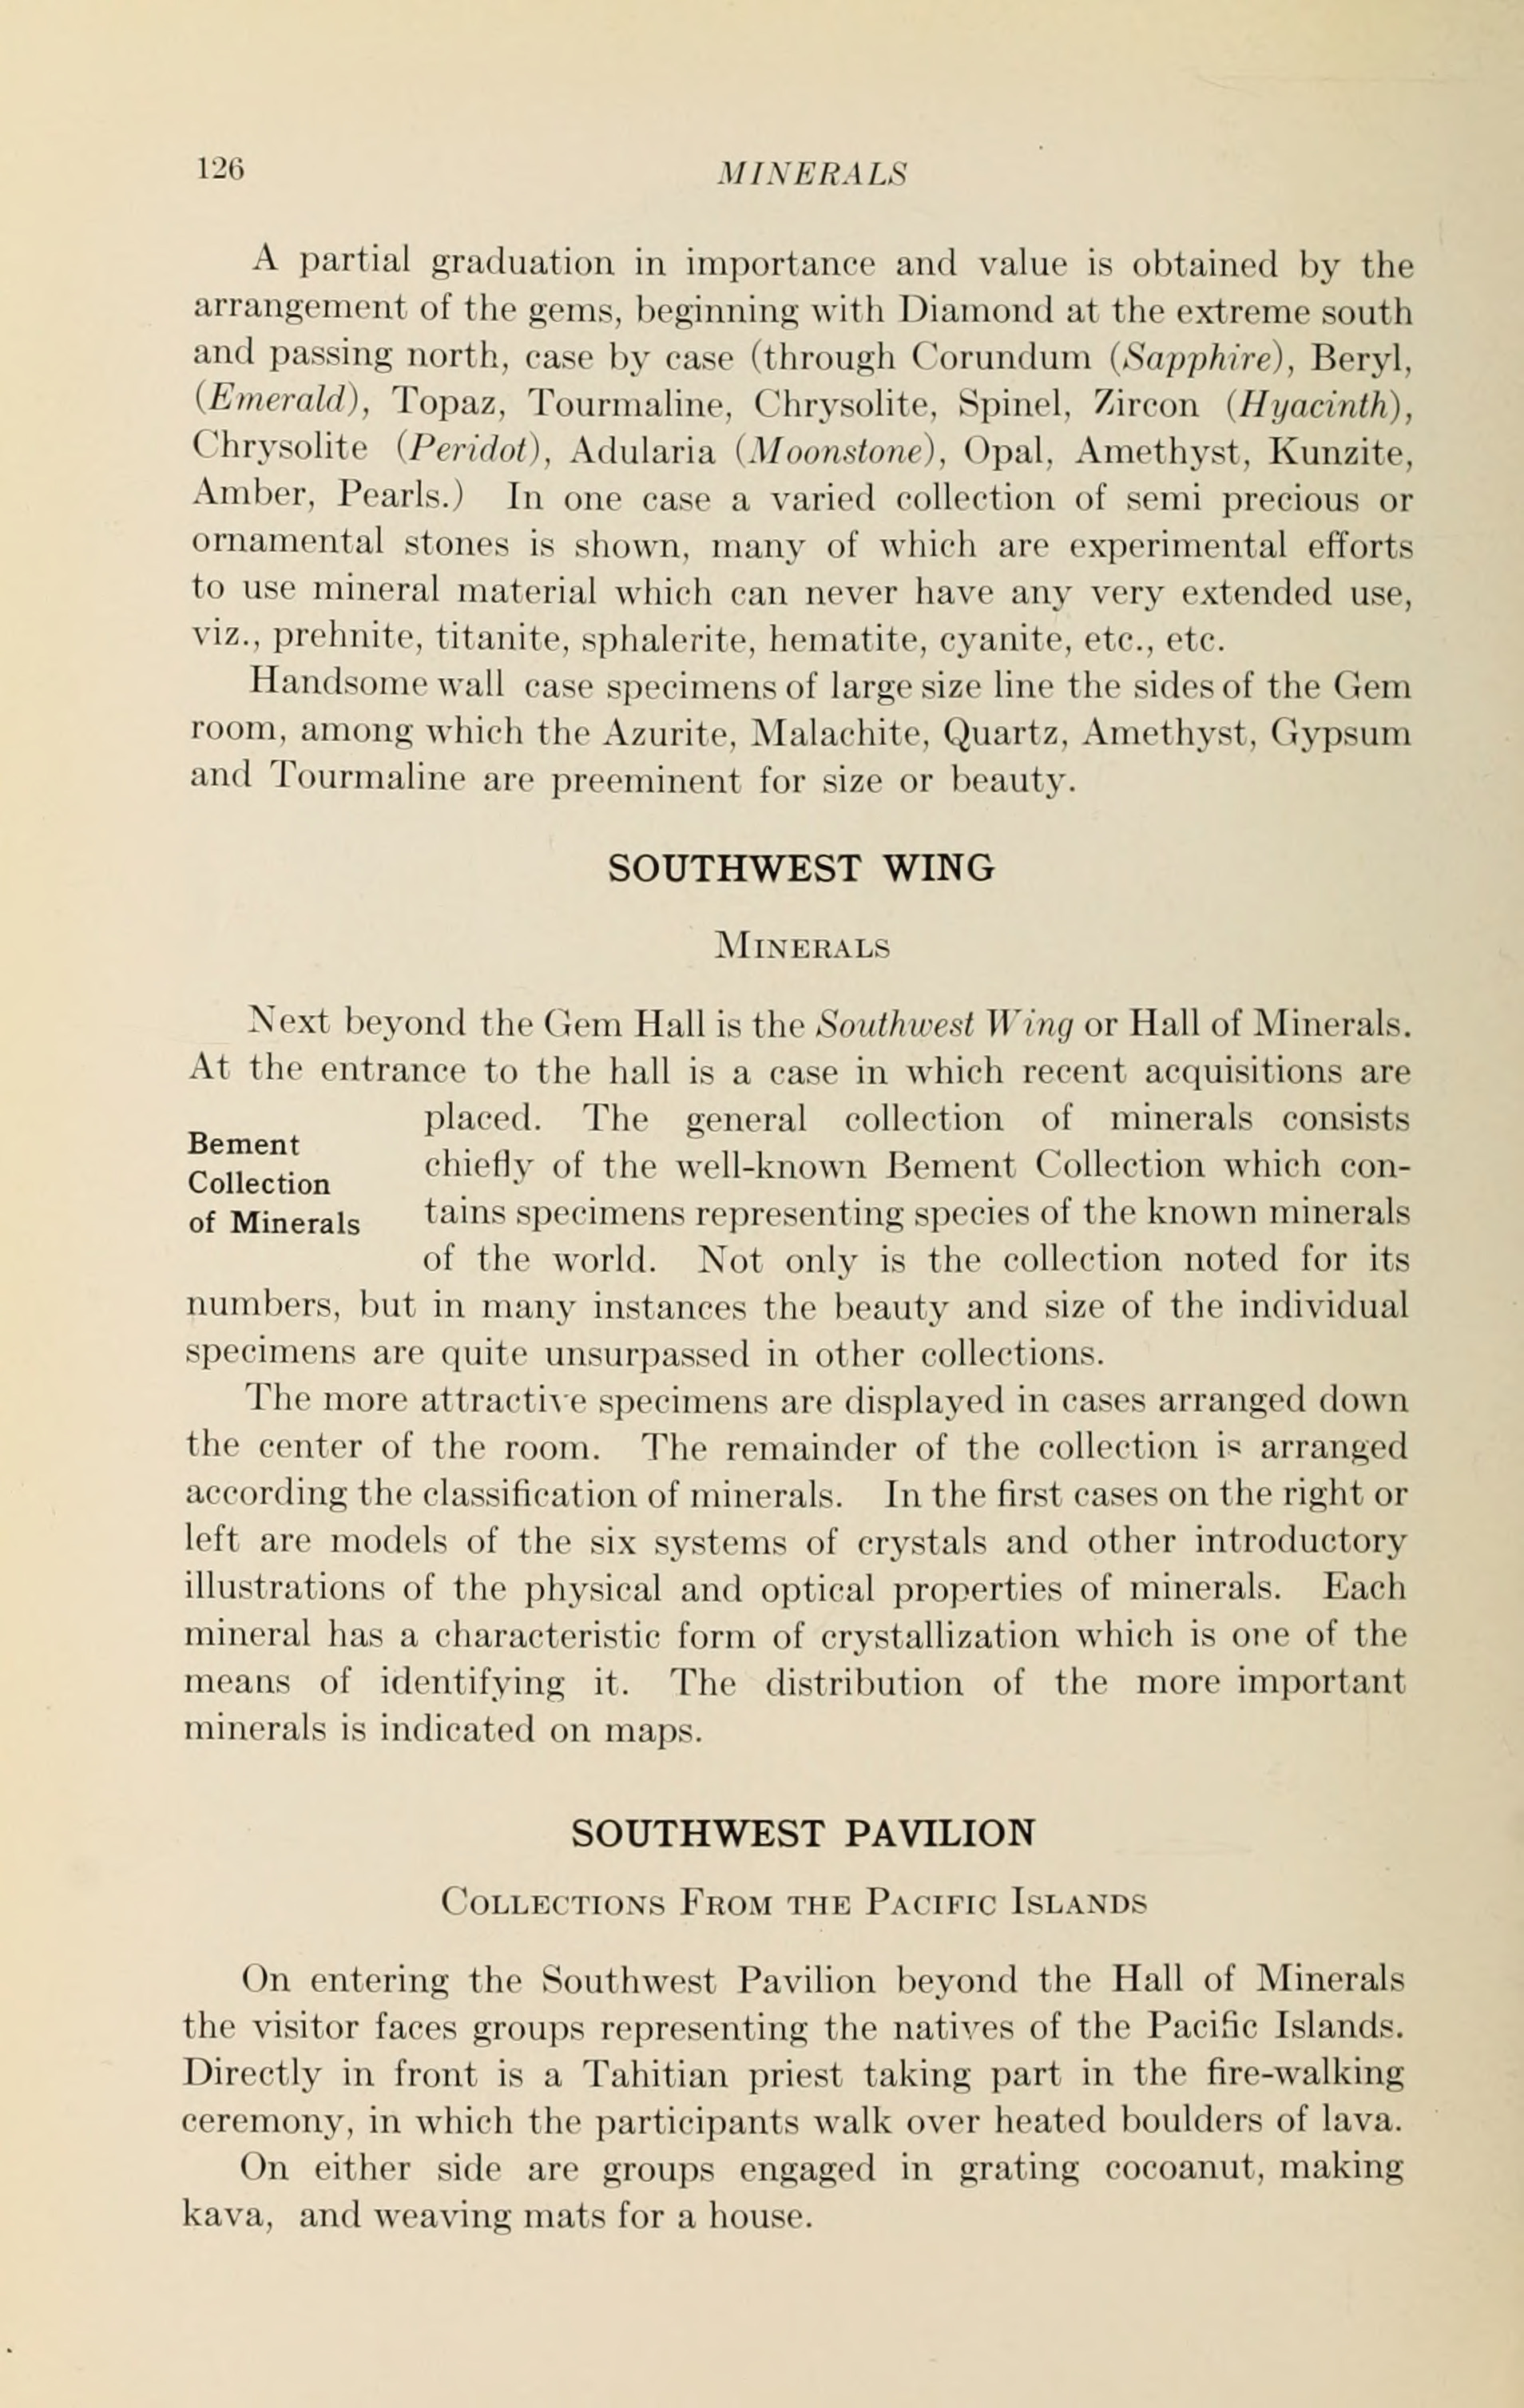 126
MINERALS
A partial graduation in importance and value is obtained by the
arrangement of the gems, beginning with Diamond at the extreme south
and passing north, case by case (through Corundum (Sapphire), Beryl,
(Emerald), Topaz, Tourmaline, Chrysolite, Spinel, Zircon (Hyacinth),
Chrysolite (Peridot), Adularia (Moonstone), Opal, Amethyst, Kunzite,
Amber, Pearls.) In one case a varied collection of semi precious or
ornamental stones is shown, many of which are experimental efforts
to use mineral material which can never have any very extended use,
viz., prehnite, titanite, sphalerite, hematite, cyanite, etc., etc.
Handsome wall case specimens of large size line the sides of the Gem
room, among which the Azurite, Malachite, Quartz, Amethyst, Gypsum
and Tourmaline are preeminent for size or beauty.
SOUTHWEST WING
MINERALS
Next beyond the Gem Hall is the Southwest Wing or Hall of Minerals.
At the entrance to the hall is a case in which recent acquisitions are
Bement
Collection
of Minerals
placed. The general collection of minerals consists
chiefly of the well-known Bement Collection which con-
tains specimens representing species of the known minerals
of the world. Not only is the collection noted for its
numbers, but in many instances the beauty and size of the individual
specimens are quite unsurpassed in other collections.
The more attractive specimens are displayed in cases arranged down
the center of the room. The remainder of the collection is arranged
according the classification of minerals. In the first cases on the right or
left are models of the six systems of crystals and other introductory
illustrations of the physical and optical properties of minerals. Each
mineral has a characteristic form of crystallization which is one of the
means of identifying it. The distribution of the more important
minerals is indicated on maps.
SOUTHWEST PAVILION
COLLECTIONS FROM THE PACIFIC ISLANDS
On entering the Southwest Pavilion beyond the Hall of Minerals
the visitor faces groups representing the natives of the Pacific Islands.
Directly in front is a Tahitian priest taking part in the fire-walking
ceremony, in which the participants walk over heated boulders of lava.
On either side are groups engaged in grating cocoanut, making
kava, and weaving mats for a house.